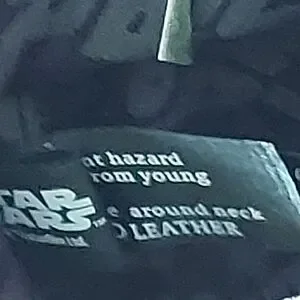 nt hazard
rom young
STAR
WARS
e around neck
LEATHER